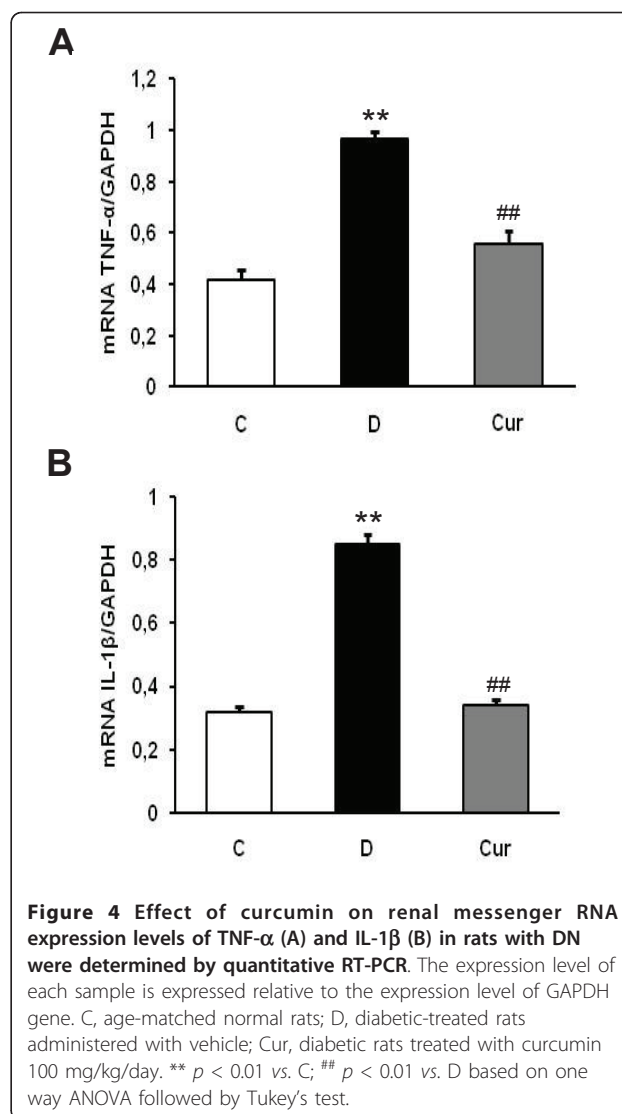 A
1,2
1
0,8
0,6
0,4
0,2
0
mRNA TNF-α/GAPDH
**
##
C D Cur
B
1
0,8
0,6
0,4
0,2
0
mRNA IL-1β/GAPDH
**
##
C D Cur
Figure 4 Effect of curcumin on renal messenger RNA
expression levels of TNF-α (A) and IL-1β (B) in rats with DN
were determined by quantitative RT-PCR. The expression level of
each sample is expressed relative to the expression level of GAPDH
gene. C, age-matched normal rats; D, diabetic-treated rats
administered with vehicle; Cur, diabetic rats treated with curcumin
100 mg/kg/day. ** p < 0.01 vs. C; ## p < 0.01 vs. D based on one
way ANOVA followed by Tukey's test.